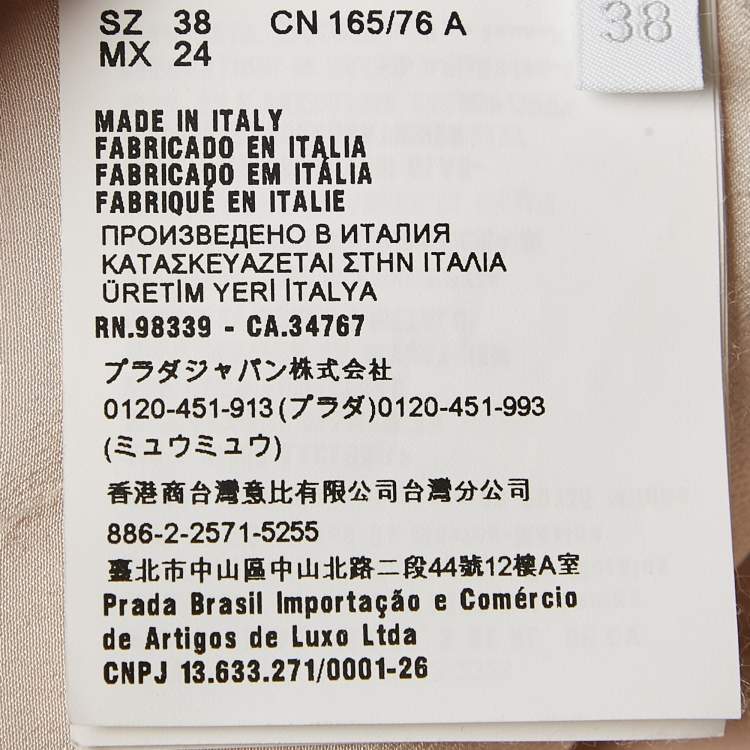 SZ 38 CN 165/76 A
38
MX 24
MADE IN ITALY
FABRICADO EN ITALIA
FABRICADO EM ITÁLIA
FABRIQUÉ EN ITALIE
ПРОИЗВЕДЕНО В ИТАЛИЯ
ΚΑΤΑΣΚΕΥΑΖΕΤΑΙ ΣΤΗΝ ΙΤΑΛΙΑ
ÜRETİM YERİ İTALYA
RN.98339 - CA.34767
プラダジャパン株式会社
0120-451-913(プラダ)0120-451-993
(ミュウミュウ)
香港商台灣意比有限公司台灣分公司
886-2-2571-5255
臺北市中山區中山北路二段44號12樓A室
Prada Brasil Importação e Comércio
de Artigos de Luxo Ltda
CNPJ 13.633.271/0001-26